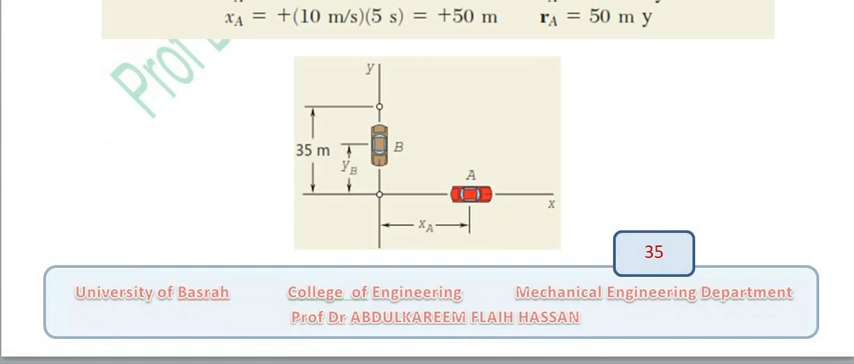 x_A = +(10 m/s)(5 s) = +50 m    r_A = 50 m y
Prof
y
35 m
y_B
B
A
x
x_A
35
University of Basrah    College of Engineering    Mechanical Engineering Department
Prof Dr ABDULKAREEM FLAIH HASSAN